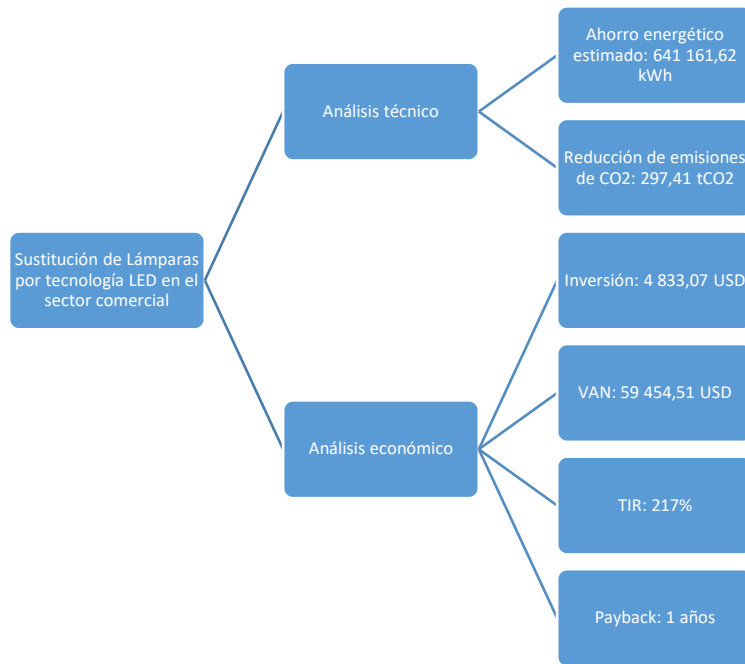 Sustitución de Lámparas
por tecnología LED en el
sector comercial
Análisis técnico
Ahorro energético
estimado: 641 161,62
kWh
Reducción de emisiones
de CO2: 297,41 tCO2
Análisis económico
Inversión: 4 833,07 USD
VAN: 59 454,51 USD
TIR: 217%
Payback: 1 años